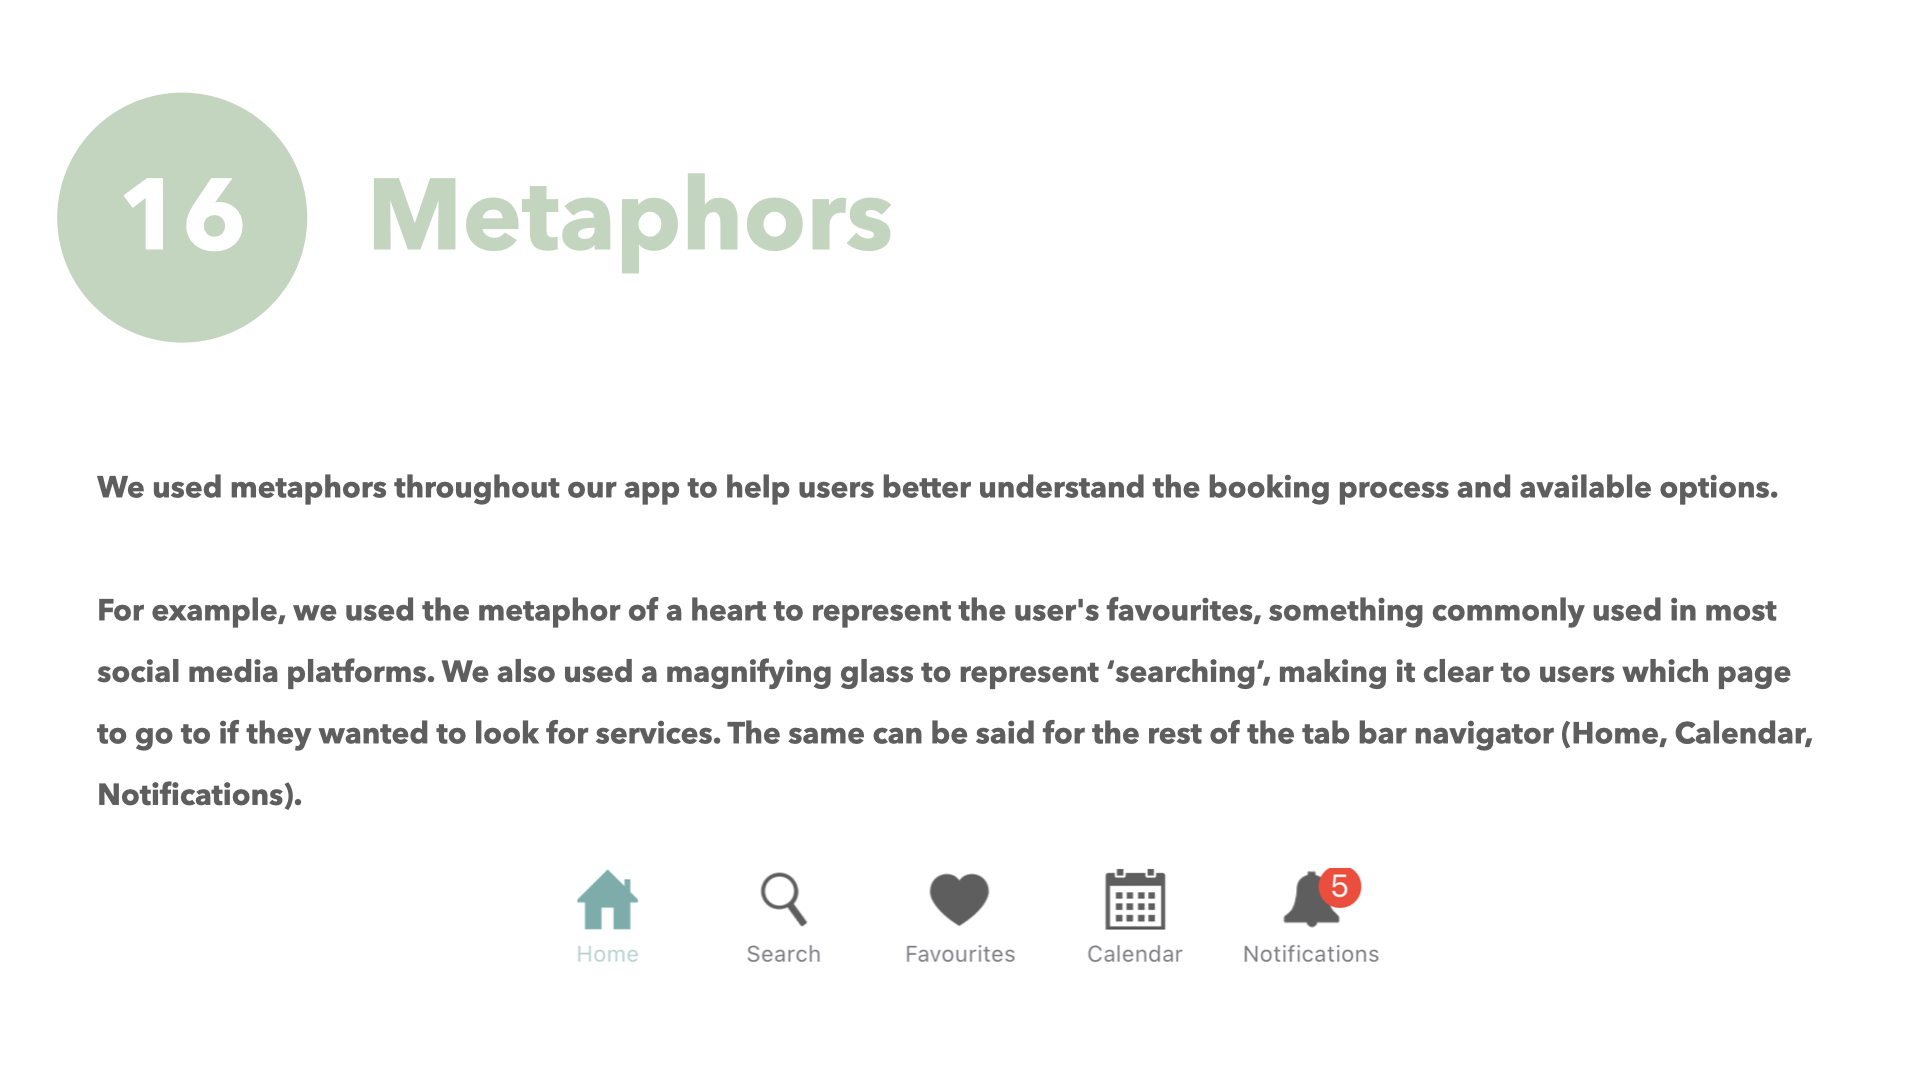 16
Metaphors
We used metaphors throughout our app to help users better understand the booking process and available options.
For example, we used the metaphor of a heart to represent the user's favourites, something commonly used in most
social media platforms. We also used a magnifying glass to represent ‘searching’, making it clear to users which page
to go to if they wanted to look for services. The same can be said for the rest of the tab bar navigator (Home, Calendar,
Notifications).
5
Home Search Favourites Calendar Notifications